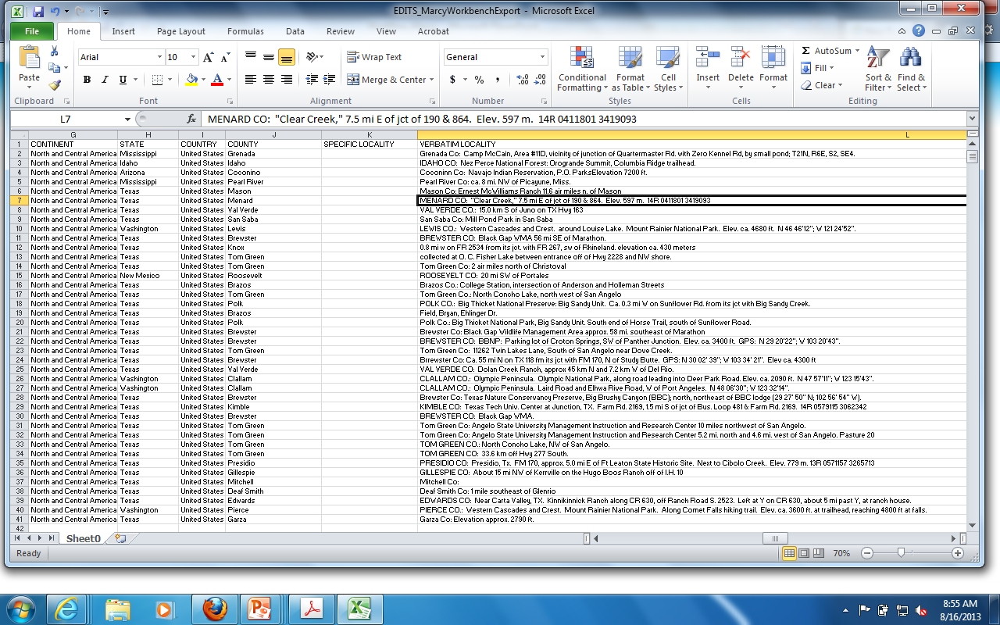 EDITS_MarcyWorkbenchExport - Microsoft Excel
File Home Insert Page Layout Formulas Data Review View Acrobat
Paste
Clipboard
Arial 10
B I U
Font
Wrap Text
Merge & Center
Alignment
General
$ % ,
Number
Conditional Formatting
Format as Table
Cell Styles
Styles
Insert Delete Format
Cells
Σ AutoSum
Fill
Clear
Sort & Filter
Find & Select
Editing
L7 fx MENARD CO: "Clear Creek," 7.5 mi E of jct of 190 & 864. Elev. 597 m. 14R 0411801 3419093
G H I J K L
1 CONTINENT STATE COUNTRY COUNTY SPECIFIC LOCALITY VERBATIM LOCALITY
2 North and Central America Mississippi United States Grenada Grenada Co: Camp McCain, Area #11D, vicinity of junction of Quartermaster Rd. with Zero Kennel Rd, by small pond; T21N, R6E, S2, SE4.
3 North and Central America Idaho United States Idaho IDAHO CO: Nez Perce National Forest: Orogrande Summit, Columbia Ridge trailhead.
4 North and Central America Arizona United States Coconino Coconino Co: Navajo Indian Reservation, P.O. ParksElevation 7200 ft.
5 North and Central America Mississippi United States Pearl River Pearl River Co: ca. 8 mi. NW of Picayune, Miss.
6 North and Central America Texas United States Mason Mason Co: Ernest McWilliams Ranch 11.6 air miles n. of Mason
7 North and Central America Texas United States Menard MENARD CO: "Clear Creek," 7.5 mi E of jct of 190 & 864. Elev. 597 m. 14R 0411801 3419093
8 North and Central America Texas United States Val Verde VAL VERDE CO.: 15.0 km S of Juno on TX Hwy 163
9 North and Central America Texas United States San Saba San Saba Co: Mill Pond Park in San Saba
10 North and Central America Washington United States Lewis LEWIS CO.: Western Cascades and Crest. around Louise Lake. Mount Rainier National Park. Elev. ca. 4680 ft. N 46 46'12"; W 121 24'52".
11 North and Central America Texas United States Brewster BREWSTER CO: Black Gap WMA 56 mi SE of Marathon.
12 North and Central America Texas United States Knox 0.8 mi w on FR 2534 from its jct. with FR 267, sw of Rhineland. elevation ca. 430 meters
13 North and Central America Texas United States Tom Green collected at O. C. Fisher Lake between entrance off of Hwy 2228 and NW shore.
14 North and Central America Texas United States Tom Green Tom Green Co: 2 air miles north of Christoval
15 North and Central America New Mexico United States Roosevelt ROOSEVELT CO: 20 mi SW of Portales
16 North and Central America Texas United States Brazos Brazos Co.: College Station, intersection of Anderson and Holleman Streets
17 North and Central America Texas United States Tom Green Tom Green Co.: North Concho Lake, north west of San Angelo
18 North and Central America Texas United States Polk POLK CO.: Big Thicket National Preserve: Big Sandy Unit. Ca. 0.3 mi W on Sunflower Rd. from its jct with Big Sandy Creek.
19 North and Central America Texas United States Brazos Field, Bryan, Ehlinger Dr.
20 North and Central America Texas United States Polk Polk Co.: Big Thicket National Park, Big Sandy Unit. South end of Horse Trail, south of Sunflower Road.
21 North and Central America Texas United States Brewster Brewster Co: Black Gap Wildlife Management Area approx. 58 mi. southeast of Marathon
22 North and Central America Texas United States Brewster BREWSTER CO: BBNP: Parking lot of Croton Springs, SW of Panther Junction. Elev. ca. 3400 ft. GPS: N 29 20'22"; W 103 20'43".
23 North and Central America Texas United States Tom Green Tom Green Co: 11262 Twin Lakes Lane, South of San Angelo near Dove Creek.
24 North and Central America Texas United States Brewster Brrewster Co: Ca. 55 mi N on TX 118 fm its jct with FM 170, N of Study Butte. GPS: N 30 02' 39"; W 103 34' 21". Elev ca. 4300 ft
25 North and Central America Texas United States Val Verde VAL VERDE CO: Dolan Creek Ranch, approx 45 km N and 7.2 km W of Del Rio.
26 North and Central America Washington United States Clallam CLALLAM CO.: Olympic Peninsula. Olympic National Park, along road leading into Deer Park Road. Elev. ca. 2090 ft. N 47 57'11"; W 123 15'43".
27 North and Central America Washington United States Clallam CLALLAM CO.: Olympic Peninsula. Laird Road and Elhwa Rive Road, W of Port Angeles. N 48 06'30"; W 123 32'14".
28 North and Central America Texas United States Brewster Brewster Co: Texas Nature Conservancy Preserve, Big Brushy Canyon (BBC); north, northeast of BBC lodge (29 27' 50" N; 102 56' 54" W).
29 North and Central America Texas United States Kimble KIMBLE CO: Texas Tech Univ. Center at Junction, TX. Farm Rd. 2169, 1.5 mi S of jct of Bus. Loop 481 & Farm Rd. 2169. 14R 0579115 3062342
30 North and Central America Texas United States Brewster BREWSTER CO: Black Gap WMA.
31 North and Central America Texas United States Tom Green Tom Green Co: Angelo State University Management Instruction and Research Center 10 miles northwest of San Angelo.
32 North and Central America Texas United States Tom Green Tom Green Co: Angelo State University Management Instruction and Research Center 5.2 mi. north and 4.6 mi. west of San Angelo. Pasture 20
33 North and Central America Texas United States Tom Green TOM GREEN CO.: North Concho Lake, NW of San Angelo.
34 North and Central America Texas United States Tom Green TOM GREEN CO: 33.6 km off Hwy 277 South.
35 North and Central America Texas United States Presidio PRESIDIO CO: Presidio, Tx. FM 170, approx. 5.0 mi E of Ft Leaton State Historic Site. Next to Cibolo Creek. Elev. 779 m. 13R 0571157 3265713
36 North and Central America Texas United States Gillespie GILLESPIE CO: About 15 mi NW of Kerrville on the Hugo Boos Ranch off of I.H. 10
37 North and Central America Texas United States Mitchell Mitchell Co:
38 North and Central America Texas United States Deaf Smith Deaf Smith Co: 1 mile southeast of Glenrio
39 North and Central America Texas United States Edwards EDWARDS CO: Near Carta Valley, TX. Kinnikinnick Ranch along CR 630, off Ranch Road S. 2523. Left at Y on CR 630, about 5 mi past Y, at ranch house.
40 North and Central America Washington United States Pierce PIERCE CO.: Western Cascades and Crest. Mount Rainier National Park. Along Comet Falls hiking trail. Elev. ca. 3600 ft. at trailhead, reaching 4800 ft at falls.
41 North and Central America Texas United States Garza Garza Co: Elevation approx. 2790 ft.
42
Sheet0
Ready 70%
8:55 AM
8/16/2013